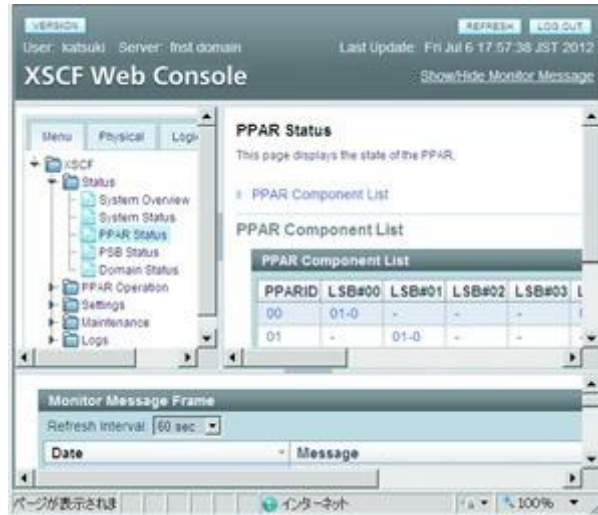 VERSION REFRESH LOG OUT
User: katsuki Server: fnst domain Last Update: Fri Jul 6 17:57:38 JST 2012
XSCF Web Console Show/Hide Monitor Message
Menu Physical Logi
XSCF
Status
System Overview
System Status
PPAR Status
PSB Status
Domain Status
PPAR Operation
Settings
Maintenance
Logs
PPAR Status
This page displays the state of the PPAR.
PPAR Component List
PPAR Component List
PPAR Component List
PPARID LSB#00 LSB#01 LSB#02 LSB#03 L
00 01-0 - - -
01 - 01-0 - -
Monitor Message Frame
Refresh Interval: 60 sec
Date Message
ページが表示されま インターネット 100%